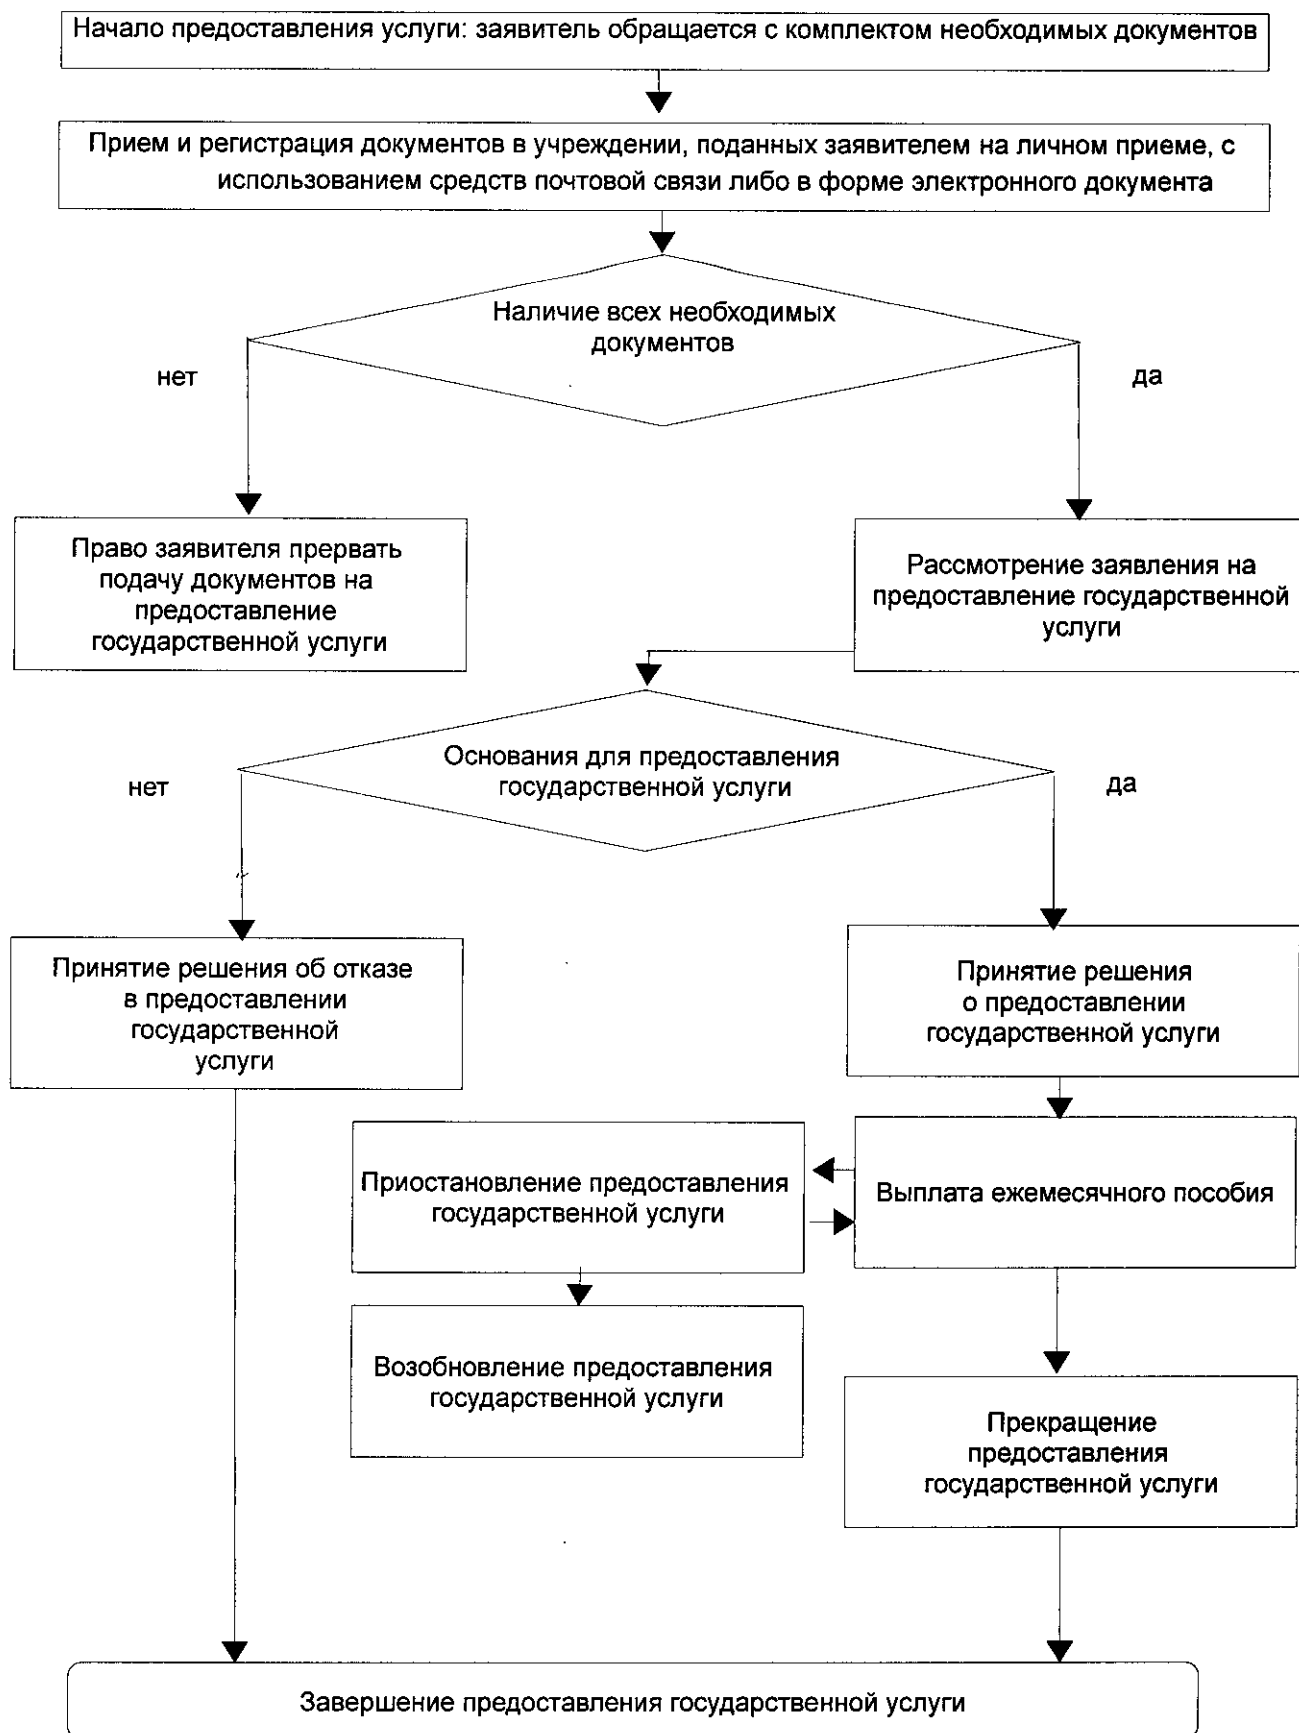 Начало предоставления услуги: заявитель обращается с комплектом необходимых документов
Прием и регистрация документов в учреждении, поданных заявителем на личном приеме, с
использованием средств почтовой связи либо в форме электронного документа
Наличие всех необходимых
документов
нет
да
Право заявителя прервать
подачу документов на
предоставление
государственной услуги
Рассмотрение заявления на
предоставление государственной
услуги
Основания для предоставления
государственной услуги
нет
да
Принятие решения об отказе
в предоставлении
государственной
услуги
Принятие решения
о предоставлении
государственной услуги
Приостановление предоставления
государственной услуги
Выплата ежемесячного пособия
Возобновление предоставления
государственной услуги
Прекращение
предоставления
государственной услуги
Завершение предоставления государственной услуги